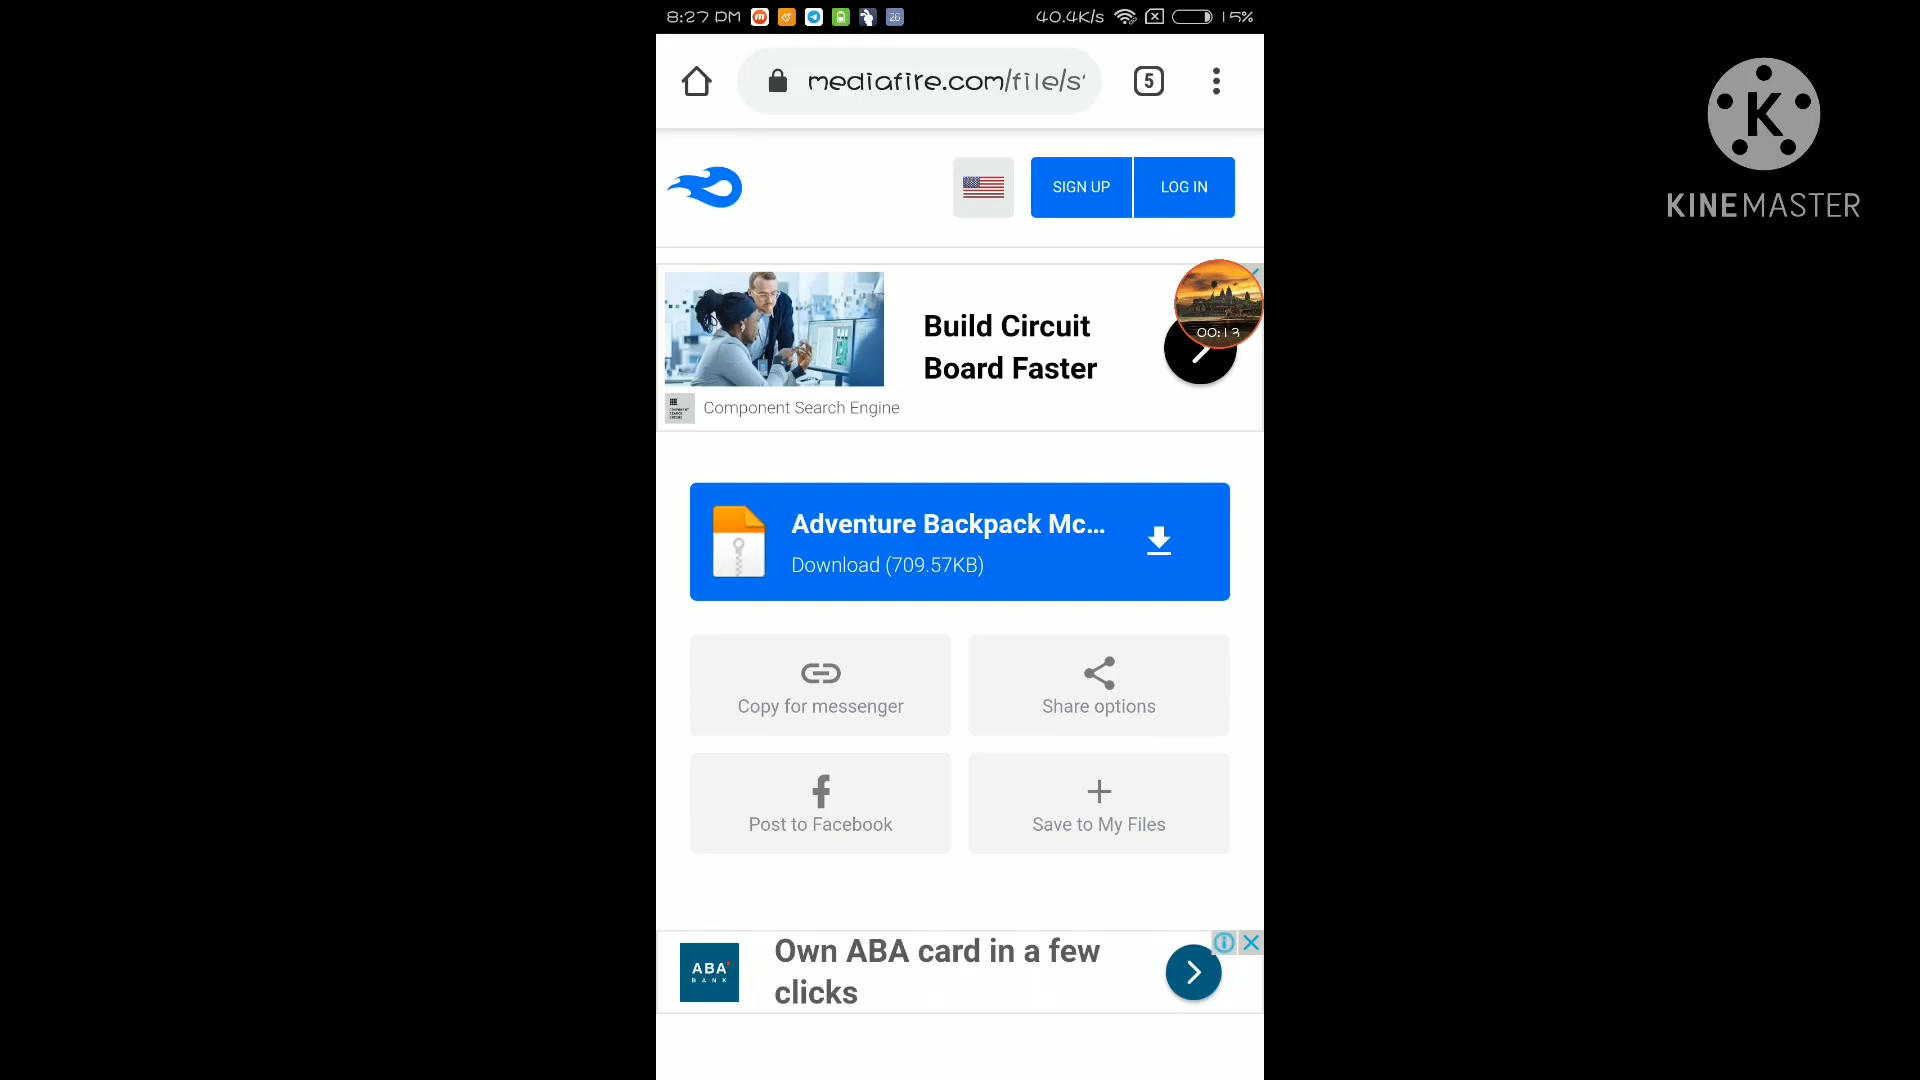 8:27 PM
26
40.4K/s
15%
mediafire.com/file/s
5
K
KINEMASTER
SIGN UP
LOG IN
Build Circuit
Board Faster
00:13
Component Search Engine
Adventure Backpack Mc...
Download (709.57KB)
Copy for messenger
Share options
Post to Facebook
Save to My Files
ABA
BANK
Own ABA card in a few
clicks